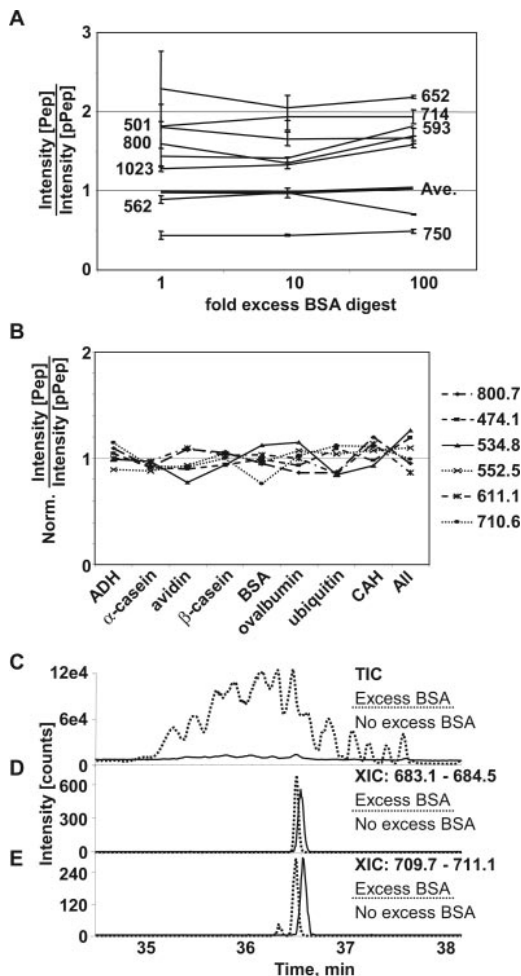 A
Intensity [Pep]
Intensity [pPep]
3
2
1
0
501
800
1023
562
652
714
593
Ave.
750
1 10 100
fold excess BSA digest
B
Norm. Intensity [Pep]
Intensity [pPep]
2
1
0
800.7
474.1
534.8
552.5
611.1
710.6
ADH
α-casein
avidin
β-casein
BSA
ovalbumin
ubiquitin
CAH
All
C
12e4
6e4
0
TIC
Excess BSA
No excess BSA
Intensity [counts]
D
600
300
0
XIC: 683.1 - 684.5
Excess BSA
No excess BSA
E
240
120
0
XIC: 709.7 - 711.1
Excess BSA
No excess BSA
35 36 37 38
Time, min